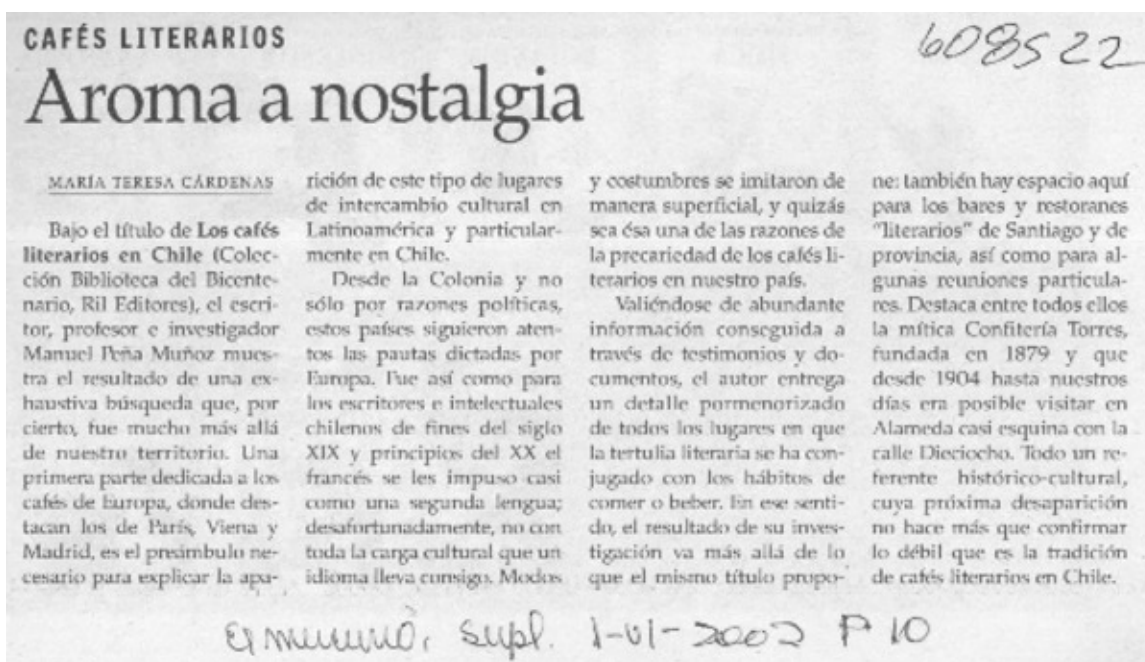 CAFÉS LITERARIOS
608522
Aroma a nostalgia
MARÍA TERESA CÁRDENAS
Bajo el título de Los cafés
literarios en Chile (Colec-
ción Biblioteca del Bicente-
nario, Ril Editores), el escri-
tor, profesor e investigador
Manuel Peña Muñoz mues-
tra el resultado de una ex-
haustiva búsqueda que, por
cierto, fue mucho más allá
de nuestro territorio. Una
primera parte dedicada a los
cafés de Europa, donde des-
tacan los de París, Viena y
Madrid, es el preámbulo ne-
cesario para explicar la apa-
rición de este tipo de lugares
de intercambio cultural en
Latinoamérica y particular-
mente en Chile.
Desde la Colonia y no
sólo por razones políticas,
estos países siguieron aten-
tos las pautas dictadas por
Europa. Fue así como para
los escritores e intelectuales
chilenos de fines del siglo
XIX y principios del XX el
francés se les impuso casi
como una segunda lengua;
desafortunadamente, no con
toda la carga cultural que un
idioma lleva consigo. Modos
y costumbres se imitaron de
manera superficial, y quizás
sea ésa una de las razones de
la precariedad de los cafés li-
terarios en nuestro país.
Valiéndose de abundante
información conseguida a
través de testimonios y do-
cumentos, el autor entrega
un detalle pormenorizado
de todos los lugares en que
la tertulia literaria se ha con-
jugado con los hábitos de
comer o beber. En ese senti-
do, el resultado de su inves-
tigación va más allá de lo
que el mismo título propo-
ne: también hay espacio aquí
para los bares y restoranes
"literarios" de Santiago y de
provincia, así como para al-
gunas reuniones particula-
res. Destaca entre todos ellos
la mítica Confitería Torres,
fundada en 1879 y que
desde 1904 hasta nuestros
días era posible visitar en
Alameda casi esquina con la
calle Dieciocho. Todo un re-
ferente histórico-cultural,
cuya próxima desaparición
no hace más que confirmar
lo débil que es la tradición
de cafés literarios en Chile.
Supl. 1-VI-2002 P 10